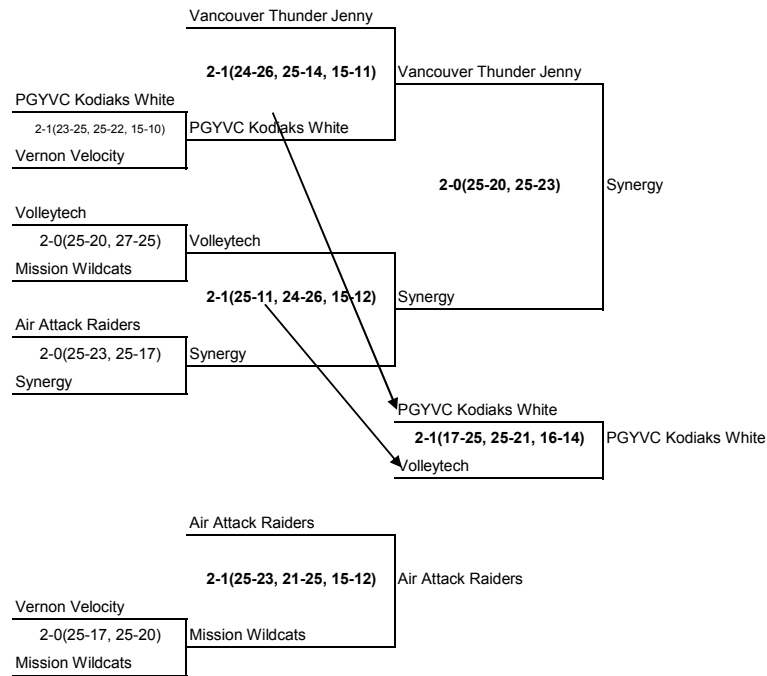 Vancouver Thunder Jenny
2-1(24-26, 25-14, 15-11)
Vancouver Thunder Jenny
PGYVC Kodiaks White
2-1(23-25, 25-22, 15-10)
PGYVC Kodiaks White
Vernon Velocity
2-0(25-20, 25-23)
Synergy
Volleytech
2-0(25-20, 27-25)
Volleytech
Mission Wildcats
2-1(25-11, 24-26, 15-12)
Synergy
Air Attack Raiders
2-0(25-23, 25-17)
Synergy
Synergy
PGYVC Kodiaks White
2-1(17-25, 25-21, 16-14)
PGYVC Kodiaks White
Volleytech
Air Attack Raiders
2-1(25-23, 21-25, 15-12)
Air Attack Raiders
Vernon Velocity
2-0(25-17, 25-20)
Mission Wildcats
Mission Wildcats